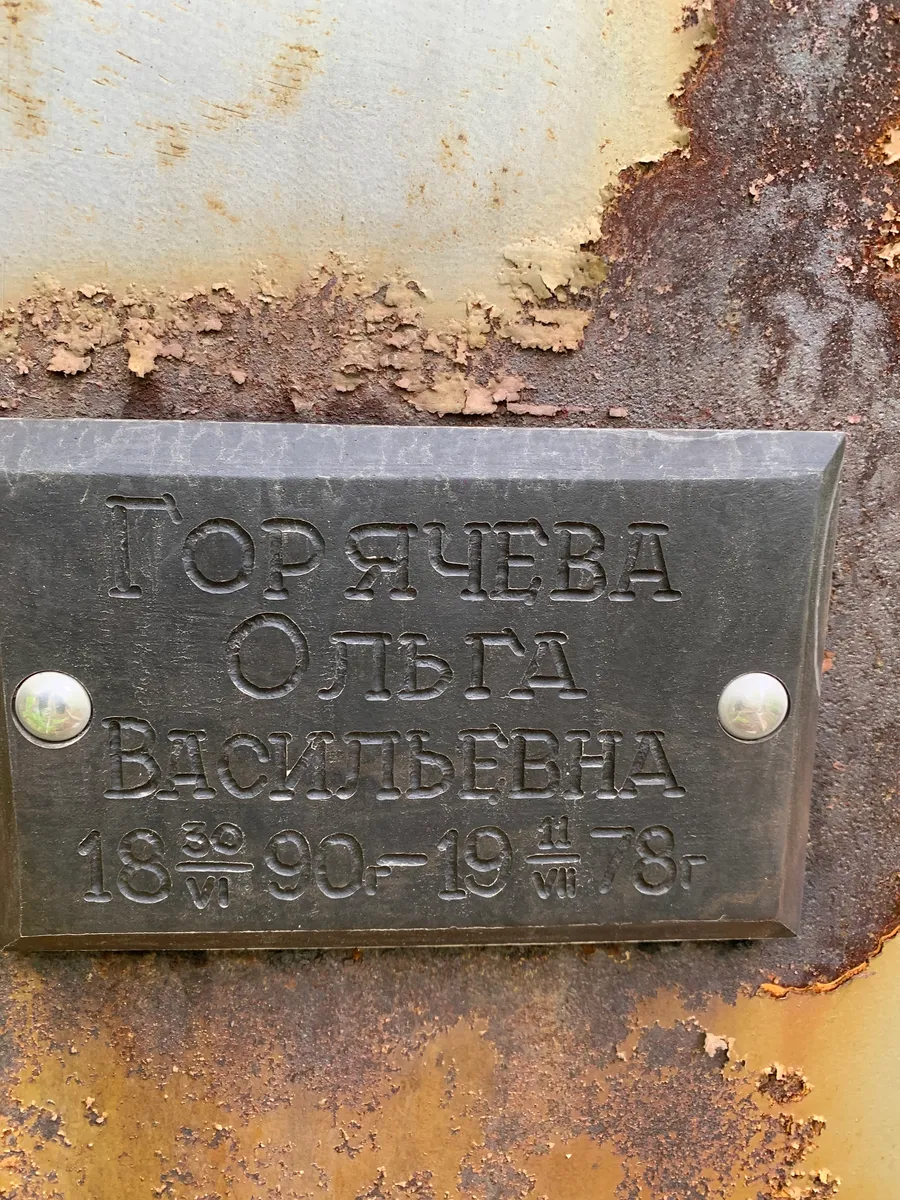 Горячева
Ольга
Васильевна
18 30/VI 90г-19 11/VII 78г